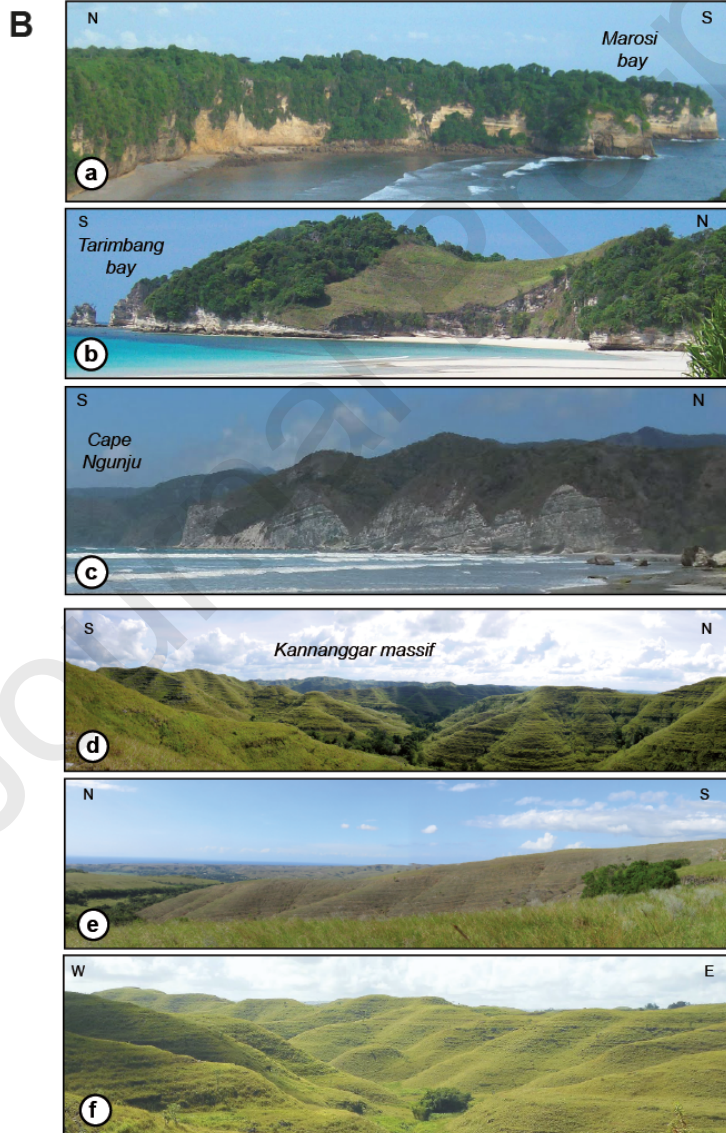 B
N S
Marosi
bay
a
S N
Tarimbang
bay
b
S N
Cape
Ngunju
c
S N
Kannanggar massif
d
N S
e
W E
f